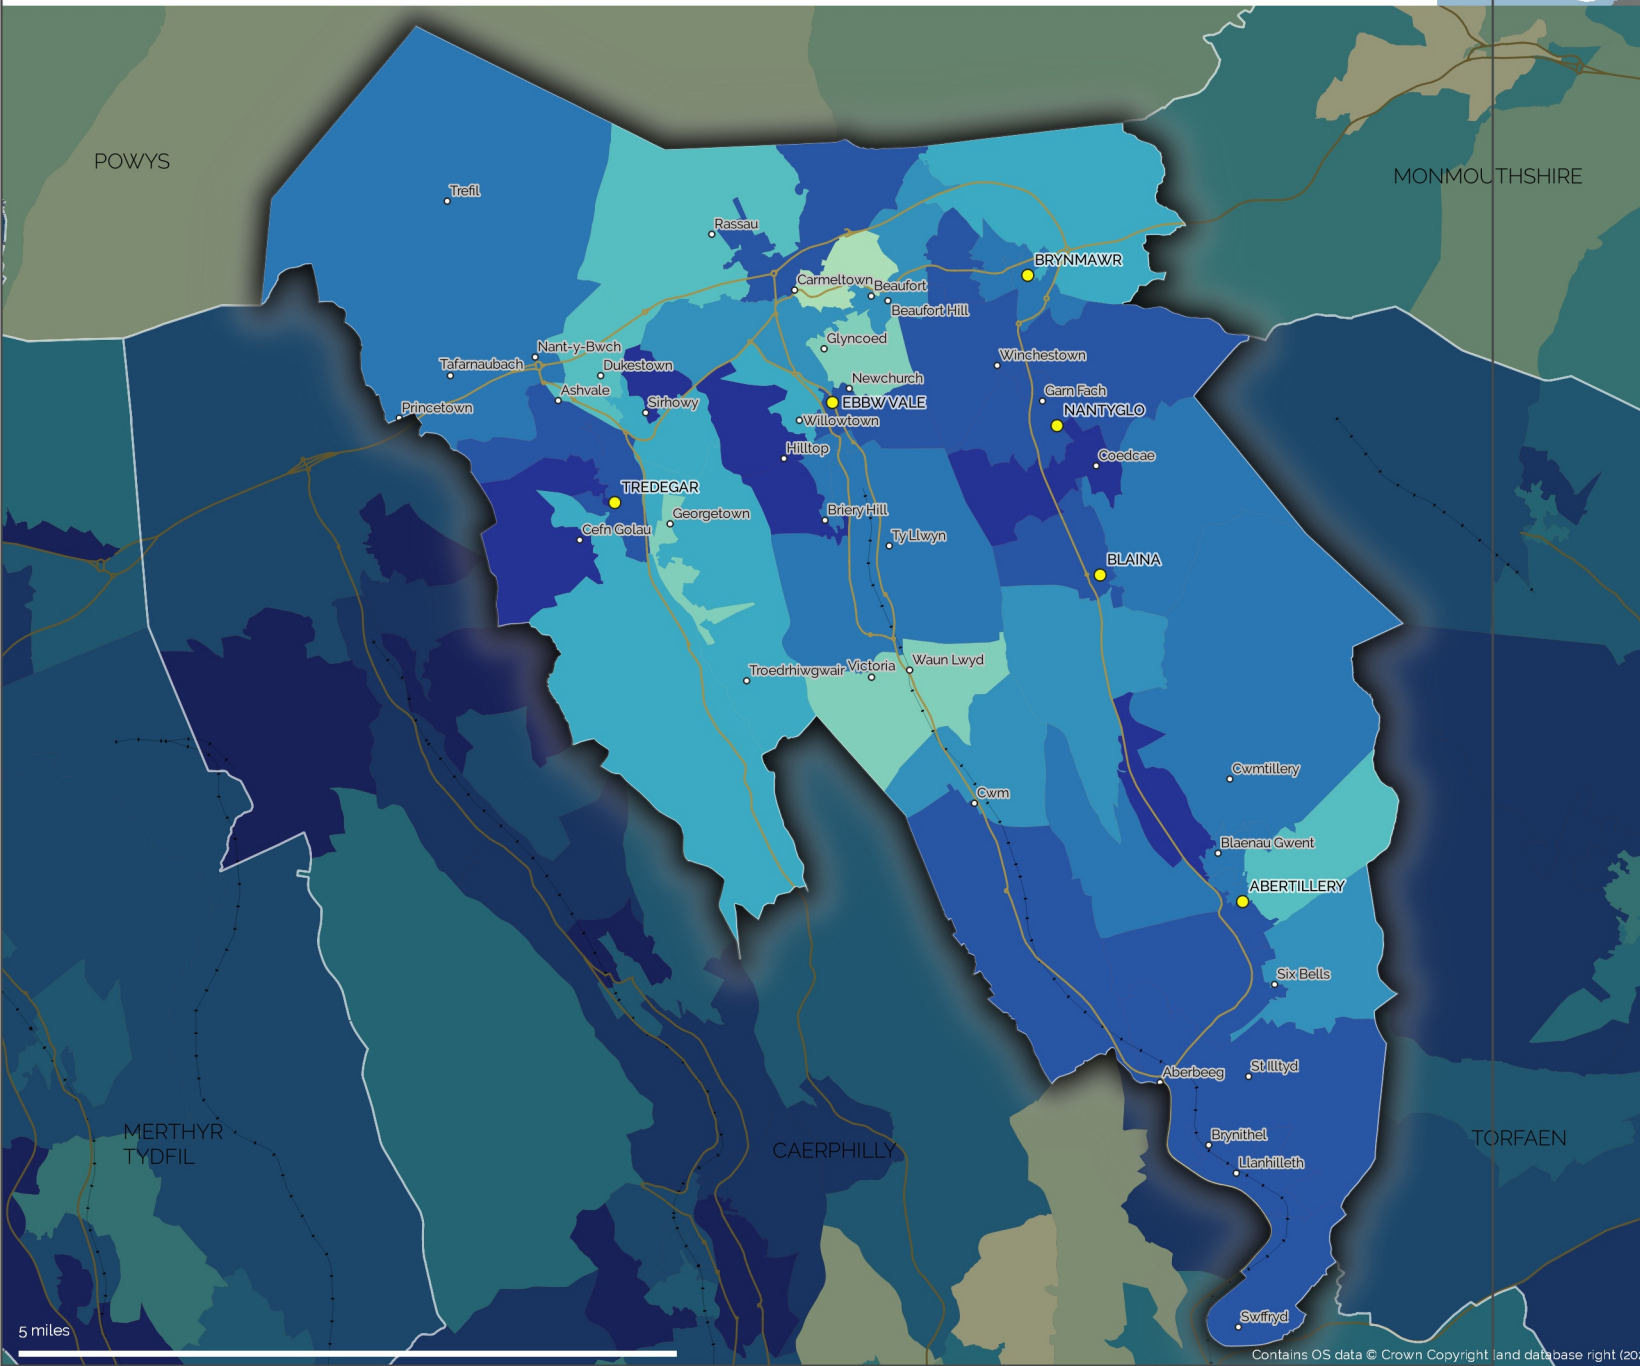 POWYS
MONMOUTHSHIRE
Trefil
Rassau
BRYNMAWR
Carmeltown
Beaufort
Beaufort Hill
Glyncoed
Nant-y-Bwch
Winchestown
Tafarnaubach
Dukestown
Newchurch
Ashvale
Garn Fach
Princetown
Sirhowy
EBBW VALE
NANTYGLO
Willowtown
Hilltop
Coedcae
TREDEGAR
Georgetown
Briery Hill
Cefn Golau
Ty Llwyn
BLAINA
Troedrhiwgwair
Victoria
Waun Lwyd
Cwmtillery
Cwm
Blaenau Gwent
ABERTILLERY
Six Bells
Aberbeeg
St Illtyd
MERTHYR
TYDFIL
CAERPHILLY
Brynithel
TORFAEN
Llanhilleth
Swffryd
5 miles
Contains OS data © Crown Copyright and database right (20